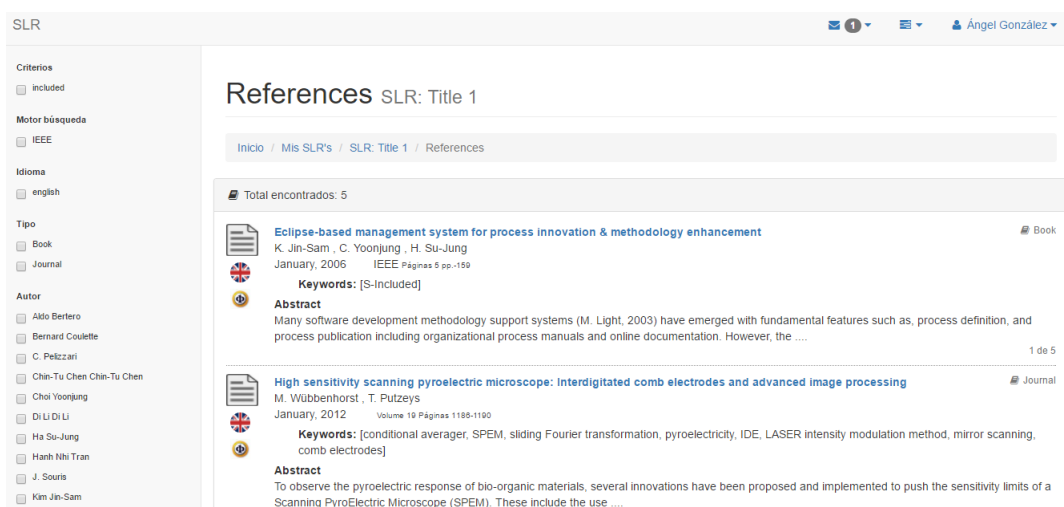 SLR
1
Ángel González
Criterios
included
Motor búsqueda
IEEE
Idioma
english
Tipo
Book
Journal
Autor
Aldo Bertero
Bernard Coulette
C. Pelizzari
Chin-Tu Chen Chin-Tu Chen
Choi Yoonjung
Di Li Di Li
Ha Su-Jung
Hanh Nhi Tran
J. Souris
Kim Jin-Sam
References SLR: Title 1
Inicio / Mis SLR's / SLR: Title 1 / References
Total encontrados: 5
Eclipse-based management system for process innovation & methodology enhancement
Book
K. Jin-Sam , C. Yoonjung , H. Su-Jung
January, 2006 IEEE Páginas 5 pp.-159
Keywords: [S-Included]
Abstract
Many software development methodology support systems (M. Light, 2003) have emerged with fundamental features such as, process definition, and
process publication including organizational process manuals and online documentation. However, the ....
1 de 5
High sensitivity scanning pyroelectric microscope: Interdigitated comb electrodes and advanced image processing
Journal
M. Wübbenhorst , T. Putzeys
January, 2012 Volume 19 Páginas 1186-1190
Keywords: [conditional averager, SPEM, sliding Fourier transformation, pyroelectricity, IDE, LASER intensity modulation method, mirror scanning,
comb electrodes]
Abstract
To observe the pyroelectric response of bio-organic materials, several innovations have been proposed and implemented to push the sensitivity limits of a
Scanning PyroElectric Microscope (SPEM). These include the use ....